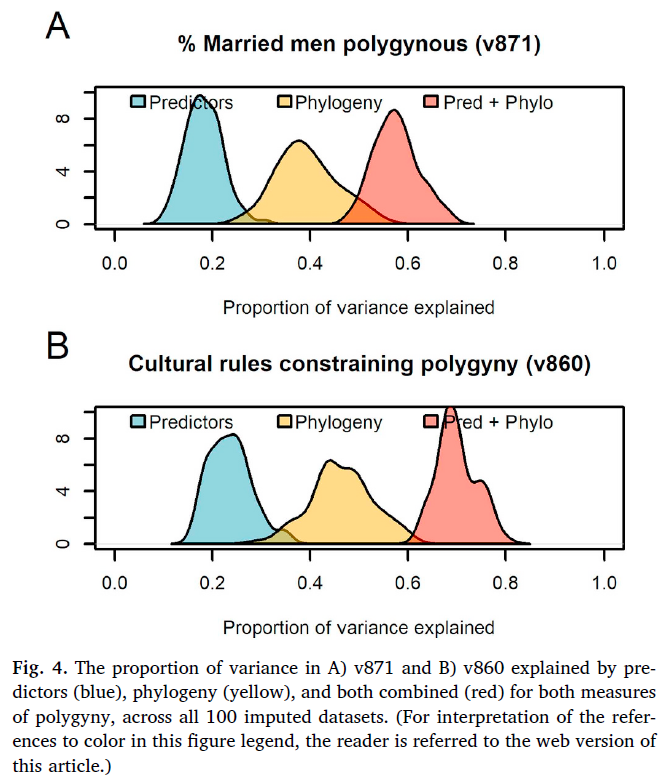 A
% Married men polygynous (v871)
Predictors
Phylogeny
Pred + Phylo
8
4
0
0.0 0.2 0.4 0.6 0.8 1.0
Proportion of variance explained
B
Cultural rules constraining polygyny (v860)
Predictors
Phylogeny
Pred + Phylo
8
4
0
0.0 0.2 0.4 0.6 0.8 1.0
Proportion of variance explained
Fig. 4. The proportion of variance in A) v871 and B) v860 explained by pre-
dictors (blue), phylogeny (yellow), and both combined (red) for both measures
of polygyny, across all 100 imputed datasets. (For interpretation of the refer-
ences to color in this figure legend, the reader is referred to the web version of
this article.)